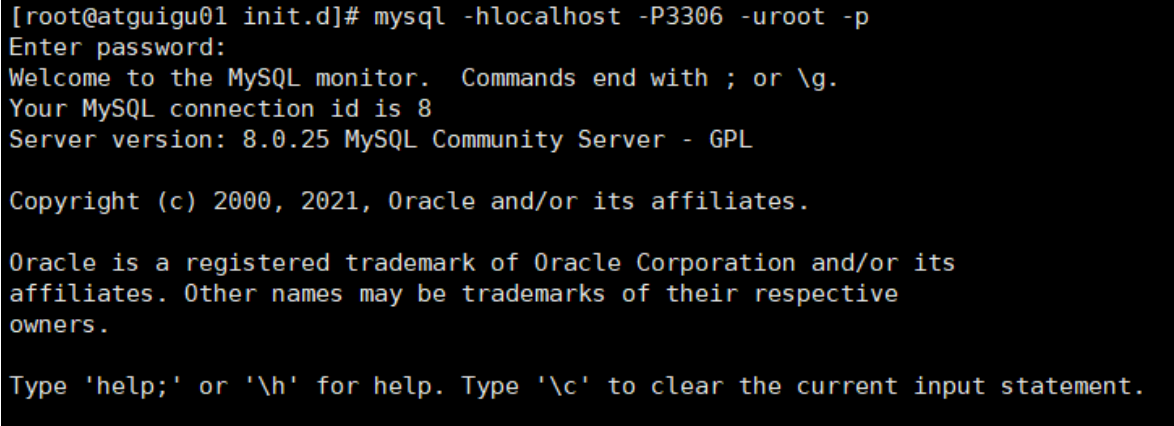 [root@atguigu01 init.d]# mysql -hlocalhost -P3306 -uroot -p
Enter password:
Welcome to the MySQL monitor.  Commands end with ; or \g.
Your MySQL connection id is 8
Server version: 8.0.25 MySQL Community Server - GPL
Copyright (c) 2000, 2021, Oracle and/or its affiliates.
Oracle is a registered trademark of Oracle Corporation and/or its
affiliates. Other names may be trademarks of their respective
owners.
Type 'help;' or '\h' for help. Type '\c' to clear the current input statement.